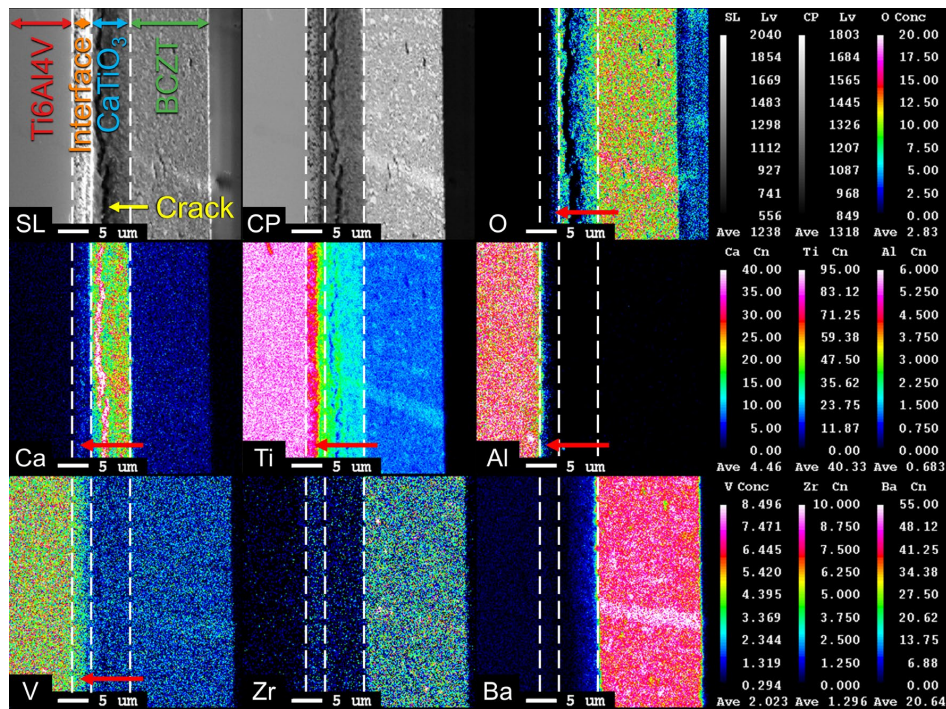 Ti6Al4V
Interface
CaTiO3
BCZT
Crack
SL
5 um
CP
5 um
O
5 um
SL Lv CP Lv O Conc
2040 1803 20.00
1854 1684 17.50
1669 1565 15.00
1483 1445 12.50
1298 1326 10.00
1112 1207 7.50
927 1087 5.00
741 968 2.50
556 849 0.00
Ave 1238 Ave 1318 Ave 2.83
Ca
5 um
Ti
5 um
Al
5 um
Ca Cn Ti Cn Al Cn
40.00 95.00 6.000
35.00 83.12 5.250
30.00 71.25 4.500
25.00 59.38 3.750
20.00 47.50 3.000
15.00 35.62 2.250
10.00 23.75 1.500
5.00 11.87 0.750
0.00 0.00 0.000
Ave 4.46 Ave 40.33 Ave 0.683
V
5 um
Zr
5 um
Ba
5 um
V Conc Zr Cn Ba Cn
8.496 10.000 55.00
7.471 8.750 48.12
6.445 7.500 41.25
5.420 6.250 34.38
4.395 5.000 27.50
3.369 3.750 20.62
2.344 2.500 13.75
1.319 1.250 6.88
0.294 0.000 0.00
Ave 2.023 Ave 1.296 Ave 20.64